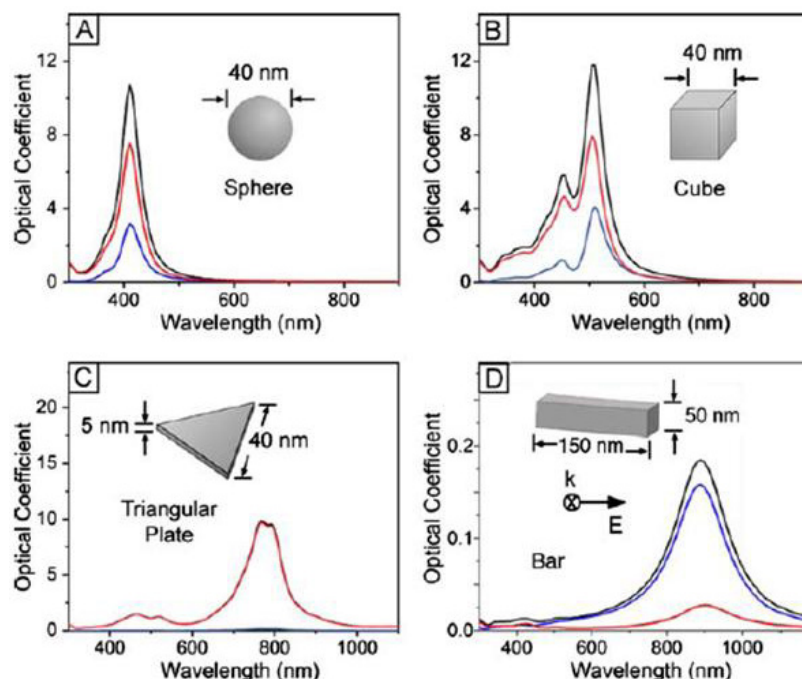 A
Optical Coefficient
12
8
4
0
40 nm
Sphere
400 600 800
Wavelength (nm)
B
Optical Coefficient
12
8
4
0
40 nm
Cube
400 600 800
Wavelength (nm)
C
Optical Coefficient
20
15
10
5
0
5 nm
40 nm
Triangular
Plate
400 600 800 1000
Wavelength (nm)
D
Optical Coefficient
0.2
0.1
0.0
50 nm
150 nm
k
E
Bar
400 600 800 1000
Wavelength (nm)